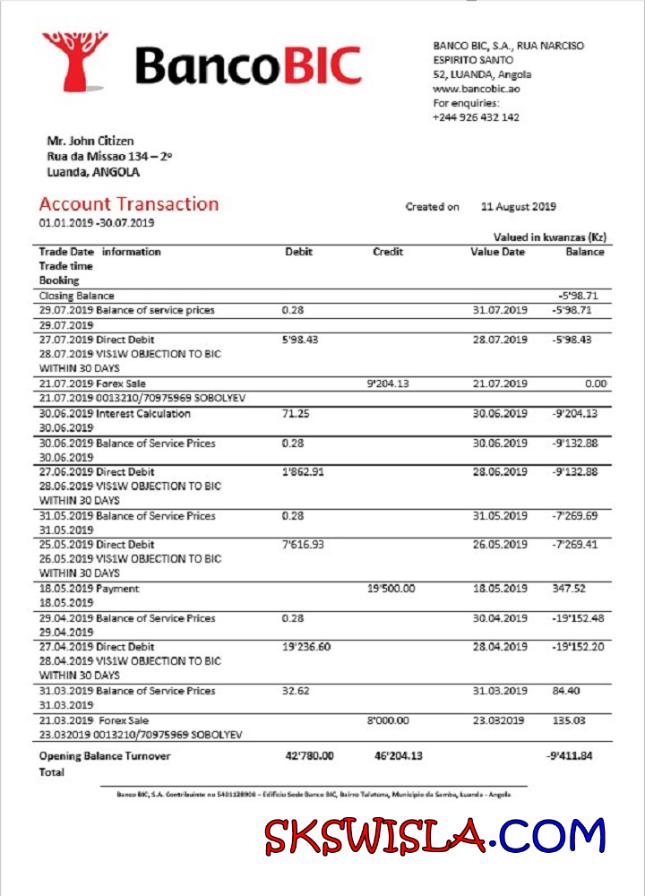 BancoBIC
BANCO BIC, S.A., RUA NARCISO
ESPIRITO SANTO
52, LUANDA, Angola
www.bancobic.ao
For enquiries:
+244 926 432 142
Mr. John Citizen
Rua da Missao 134 – 2º
Luanda, ANGOLA
Account Transaction
Created on 11 August 2019
01.01.2019 -30.07.2019
Valued in kwanzas (Kz)
Trade Date information Debit Credit Value Date Balance
Trade time
Booking
Closing Balance -5'98.71
29.07.2019 Balance of service prices 0.28 31.07.2019 -5'98.71
29.07.2019
27.07.2019 Direct Debit 5'98.43 28.07.2019 -5'98.43
28.07.2019 VIS1W OBJECTION TO BIC
WITHIN 30 DAYS
21.07.2019 Forex Sale 9'204.13 21.07.2019 0.00
21.07.2019 0013210/70975969 SOBOLYEV
30.06.2019 Interest Calculation 71.25 30.06.2019 -9'204.13
30.06.2019
30.06.2019 Balance of Service Prices 0.28 30.06.2019 -9'132.88
30.06.2019
27.06.2019 Direct Debit 1'862.91 28.06.2019 -9'132.88
28.06.2019 VIS1W OBJECTION TO BIC
WITHIN 30 DAYS
31.05.2019 Balance of Service Prices 0.28 31.05.2019 -7'269.69
31.05.2019
25.05.2019 Direct Debit 7'616.93 26.05.2019 -7'269.41
26.05.2019 VIS1W OBJECTION TO BIC
WITHIN 30 DAYS
18.05.2019 Payment 19'500.00 18.05.2019 347.52
18.05.2019
29.04.2019 Balance of Service Prices 0.28 30.04.2019 -19'152.48
29.04.2019
27.04.2019 Direct Debit 19'236.60 28.04.2019 -19'152.20
28.04.2019 VIS1W OBJECTION TO BIC
WITHIN 30 DAYS
31.03.2019 Balance of Service Prices 32.62 31.03.2019 84.40
31.03.2019
21.03.2019 Forex Sale 8'000.00 23.032019 135.03
23.032019 0013210/70975969 SOBOLYEV
Opening Balance Turnover 42'780.00 46'204.13 -9'411.84
Total
Banco BIC, S.A. Contribuinte no 5401128908 – Edificio Sede Banco BIC, Bairro Talatona, Municipio da Samba, Luanda - Angola
SKSWISLA.COM